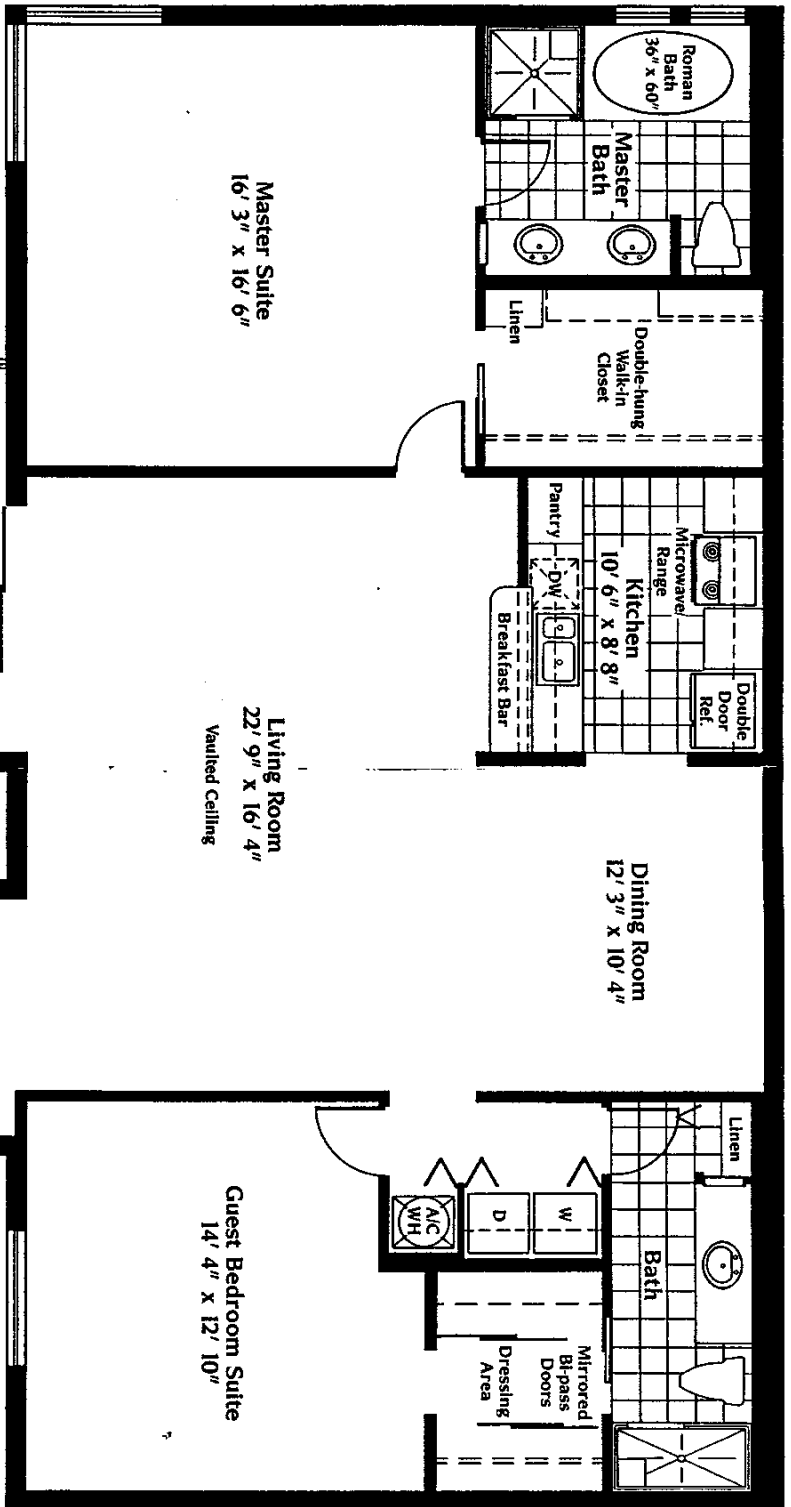 Roman
Bath
36" x 60"
Master
Bath
Master Suite
16' 3" x 16' 6"
Linen
Double-hung
Walk-in
Closet
Pantry
DW
Microwave/
Range
Kitchen
10' 6" x 8' 8"
Breakfast Bar
Double
Door
Ref.
Living Room
22' 9" x 16' 4"
Vaulted Ceiling
Dining Room
12' 3" x 10' 4"
Linen
W
D
A/C
WH
Bath
Guest Bedroom Suite
14' 4" x 12' 10"
Mirrored
Bi-pass
Doors
Dressing
Area